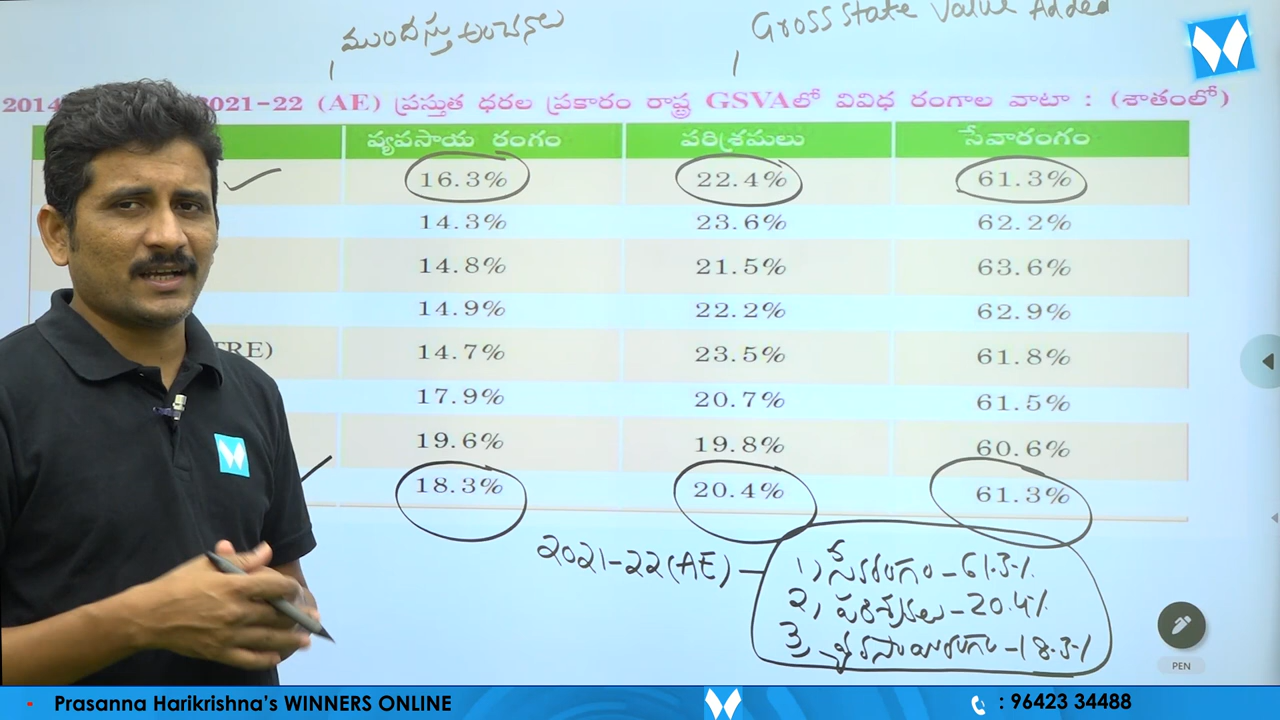 ముందస్తు అంచనాలు
Gross State Value Added
2014 2021-22 (AE) ప్రస్తుత ధరల ప్రకారం రాష్ట్ర GSVAలో వివిధ రంగాల వాటా : (శాతంలో)
వ్యవసాయ రంగం పరిశ్రమలు సేవారంగం
16.3% 22.4% 61.3%
14.3% 23.6% 62.2%
14.8% 21.5% 63.6%
14.9% 22.2% 62.9%
TRE) 14.7% 23.5% 61.8%
17.9% 20.7% 61.5%
19.6% 19.8% 60.6%
18.3% 20.4% 61.3%
2021-22(AE) – 1) సేవారంగం – 61.3%
2) పరిశ్రమలు – 20.4%
3) వ్యవసాయరంగం – 18.3%
PEN
- Prasanna Harikrishna's WINNERS ONLINE : 96423 34488